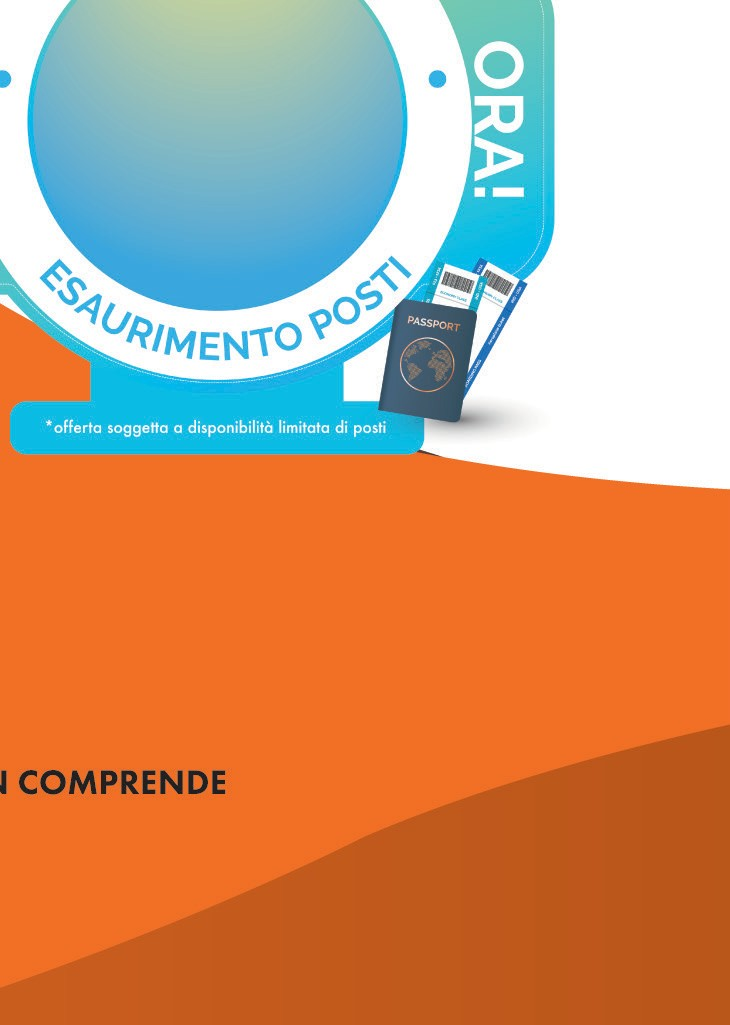 ORA!
ESAURIMENTO POSTI
PASSPORT
*offerta soggetta a disponibilità limitata di posti
N COMPRENDE